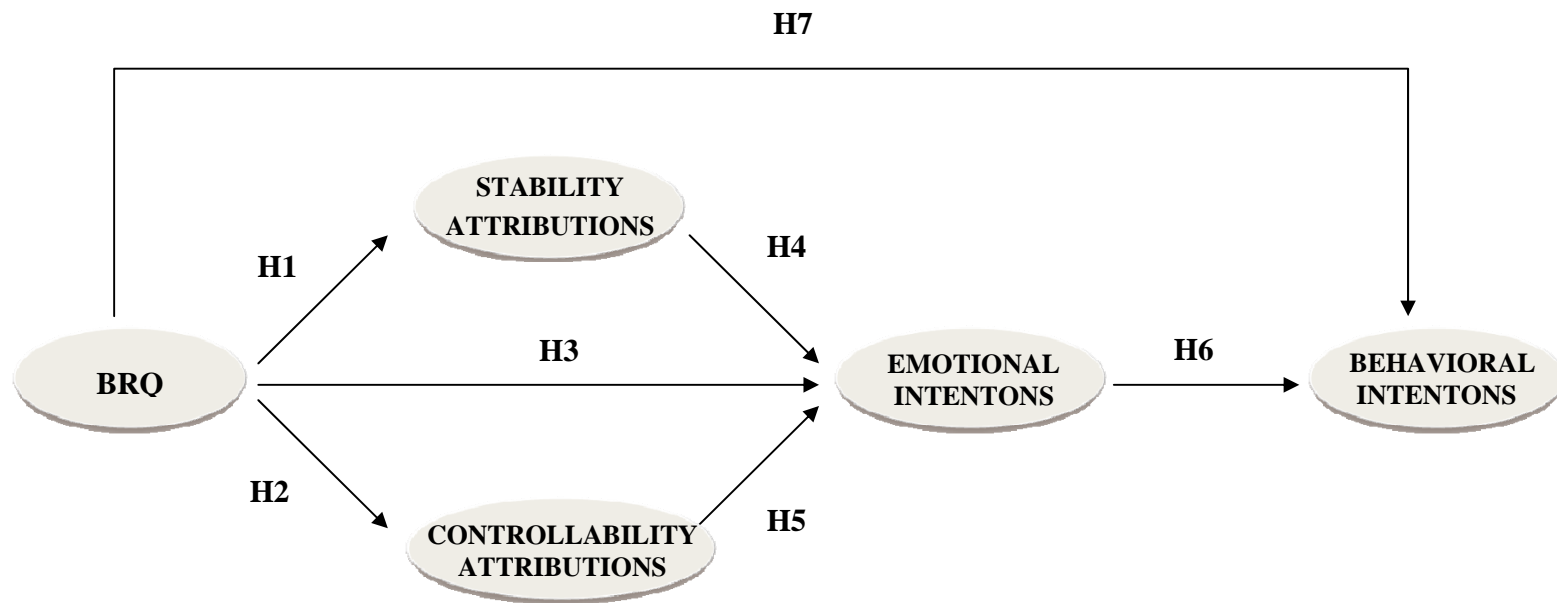 H7
STABILITY
ATTRIBUTIONS
H1
H4
BRQ
H3
EMOTIONAL
INTENTONS
H6
BEHAVIORAL
INTENTONS
H2
CONTROLLABILITY
ATTRIBUTIONS
H5